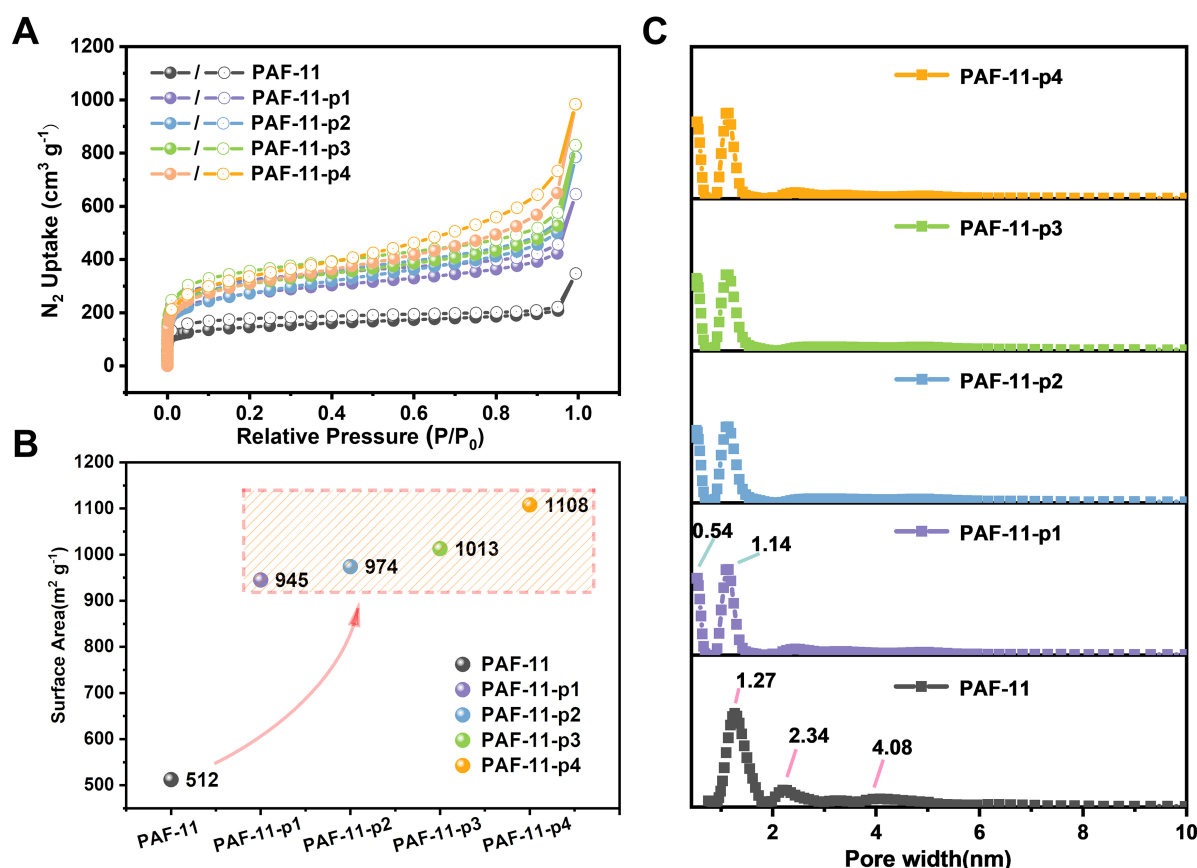 A
N₂ Uptake (cm³ g⁻¹)
1200
1000
800
600
400
200
0
/ PAF-11
/ PAF-11-p1
/ PAF-11-p2
/ PAF-11-p3
/ PAF-11-p4
0.0 0.2 0.4 0.6 0.8 1.0
Relative Pressure (P/P₀)
B
Surface Area(m² g⁻¹)
1200
1100
1000
900
800
700
600
500
1108
1013
974
945
512
PAF-11
PAF-11-p1
PAF-11-p2
PAF-11-p3
PAF-11-p4
PAF-11 PAF-11-p1 PAF-11-p2 PAF-11-p3 PAF-11-p4
C
PAF-11-p4
PAF-11-p3
PAF-11-p2
PAF-11-p1
0.54
1.14
PAF-11
1.27
2.34
4.08
2 4 6 8 10
Pore width(nm)